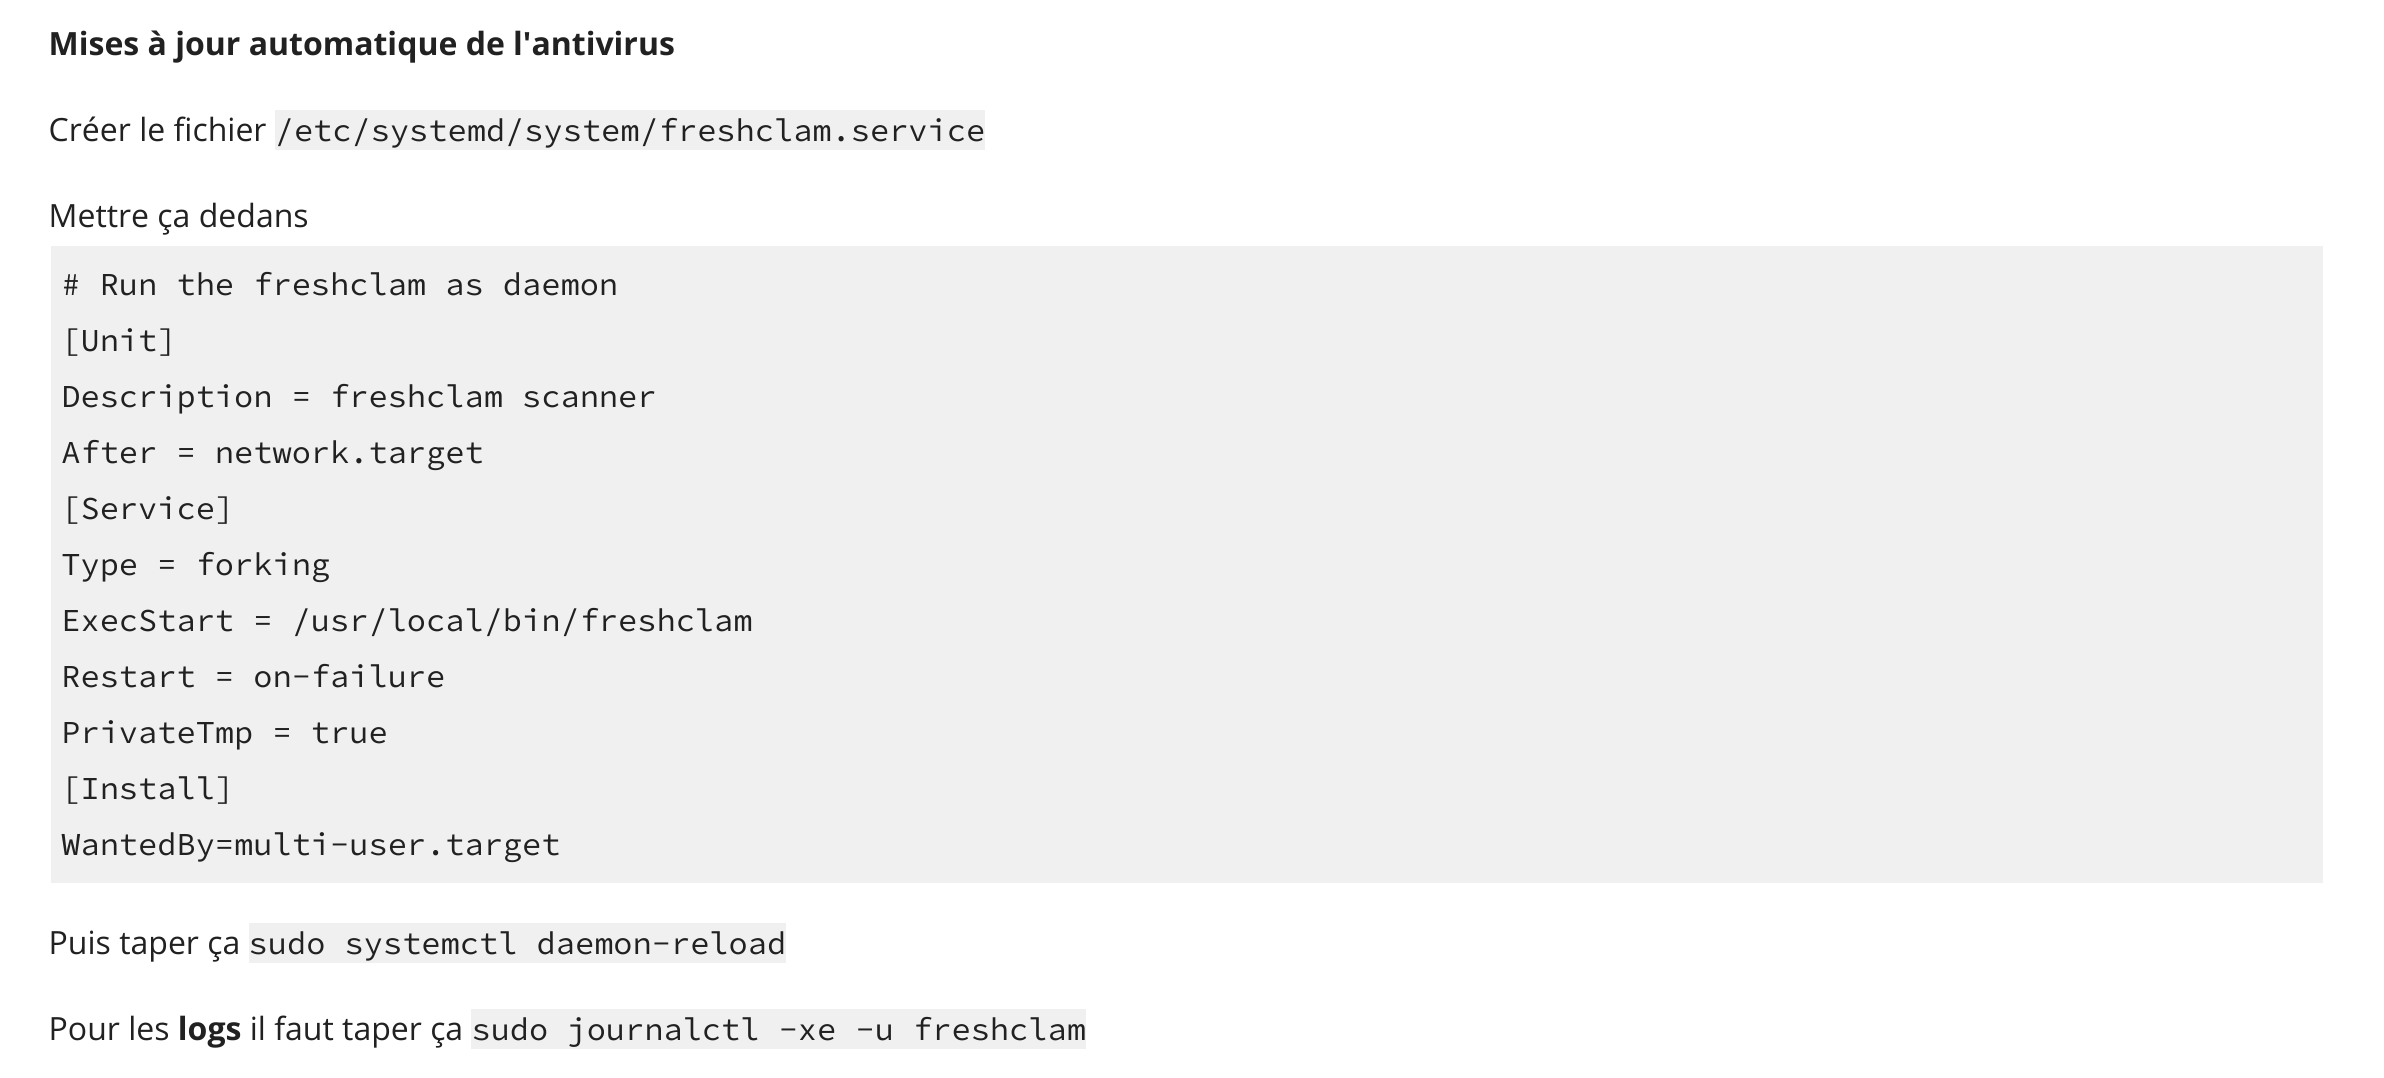 Mises à jour automatique de l'antivirus
Créer le fichier /etc/systemd/system/freshclam.service
Mettre ça dedans
# Run the freshclam as daemon
[Unit]
Description = freshclam scanner
After = network.target
[Service]
Type = forking
ExecStart = /usr/local/bin/freshclam
Restart = on-failure
PrivateTmp = true
[Install]
WantedBy=multi-user.target
Puis taper ça sudo systemctl daemon-reload
Pour les logs il faut taper ça sudo journalctl -xe -u freshclam